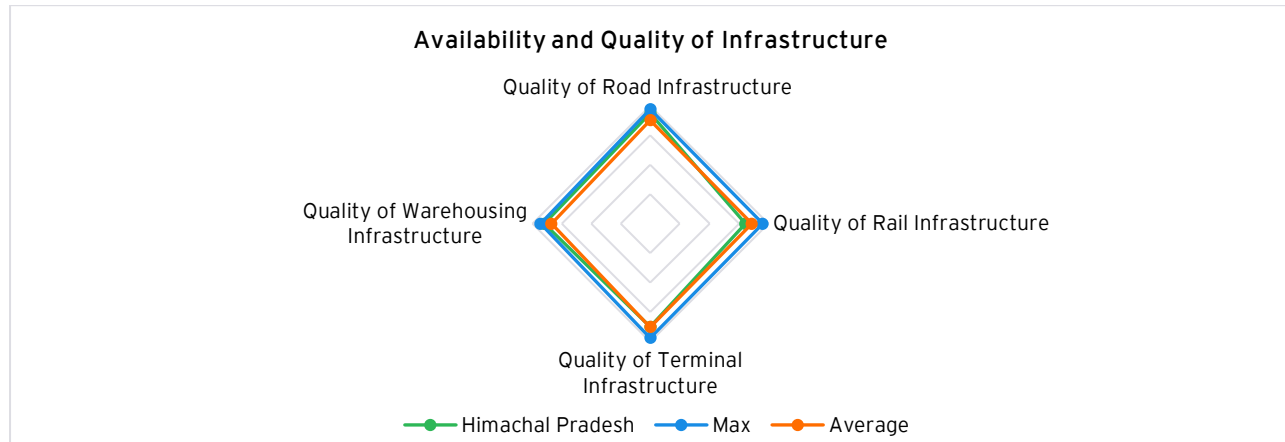 Availability and Quality of Infrastructure
Quality of Road Infrastructure
Quality of Warehousing
Infrastructure
Quality of Rail Infrastructure
Quality of Terminal
Infrastructure
Himachal Pradesh Max Average